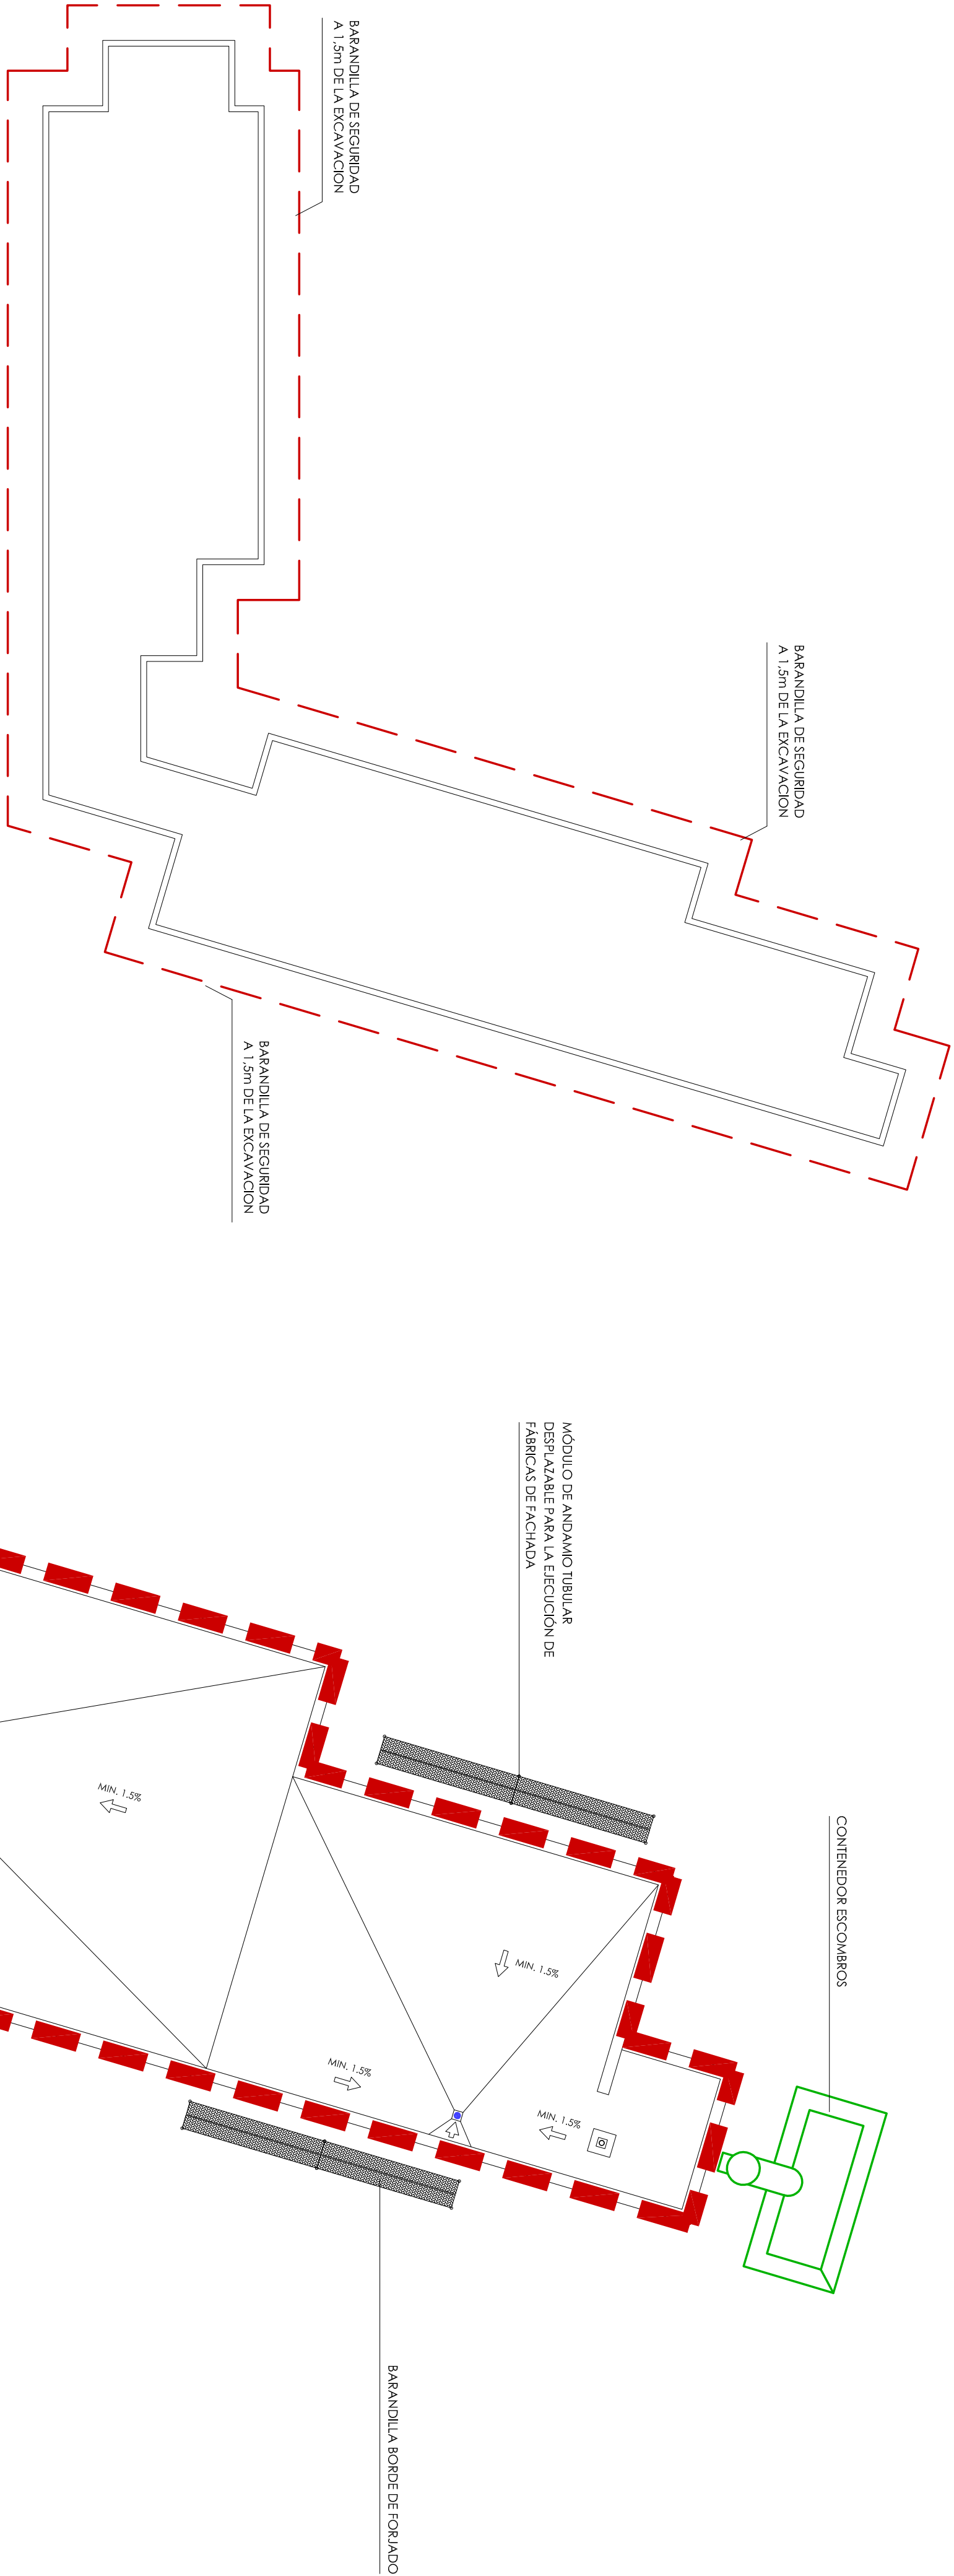 BARANDILLA DE SEGURIDAD
A 1,5m DE LA EXCAVACION
BARANDILLA DE SEGURIDAD
A 1,5m DE LA EXCAVACION
BARANDILLA DE SEGURIDAD
A 1,5m DE LA EXCAVACION
MÓDULO DE ANDAMIO TUBULAR
DESPLAZABLE PARA LA EJECUCIÓN DE
FÁBRICAS DE FACHADA
CONTENEDOR ESCOMBROS
MIN. 1.5%
MIN. 1.5%
MIN. 1.5%
MIN. 1.5%
BARANDILLA BORDE DE FORJADO